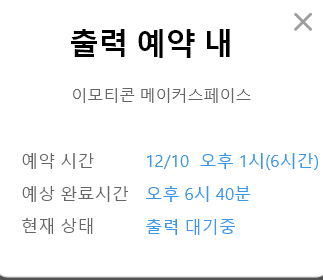 출력 예약 내
이모티콘 메이커스페이스
예약 시간 12/10 오후 1시(6시간)
예상 완료시간 오후 6시 40분
현재 상태 출력 대기중